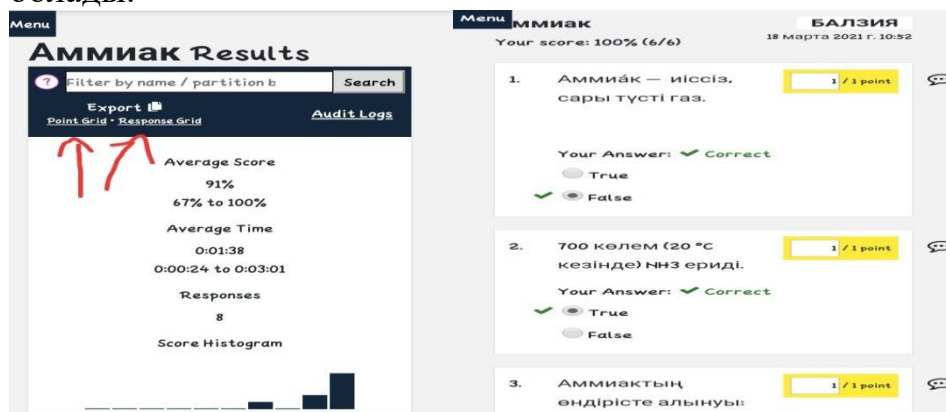 болады.
Menu
Аммиак Results
? Filter by name / partition b Search
Export
Point Grid • Response Grid Audit Logs
Average Score
91%
67% to 100%
Average Time
0:01:38
0:00:24 to 0:03:01
Responses
8
Score Histogram
Menu
ммиак БАЛЗИЯ
Your score: 100% (6/6) 18 марта 2021 г. 10:52
1. Аммиáк — иіссіз, 1 / 1 point
сары түсті газ.
Your Answer: ✔ Correct
True
✔ False
2. 700 көлем (20 °C 1 / 1 point
кезінде) NH3 ериді.
Your Answer: ✔ Correct
✔ True
False
3. Аммиактың 1 / 1 point
өндірісте алынуы: